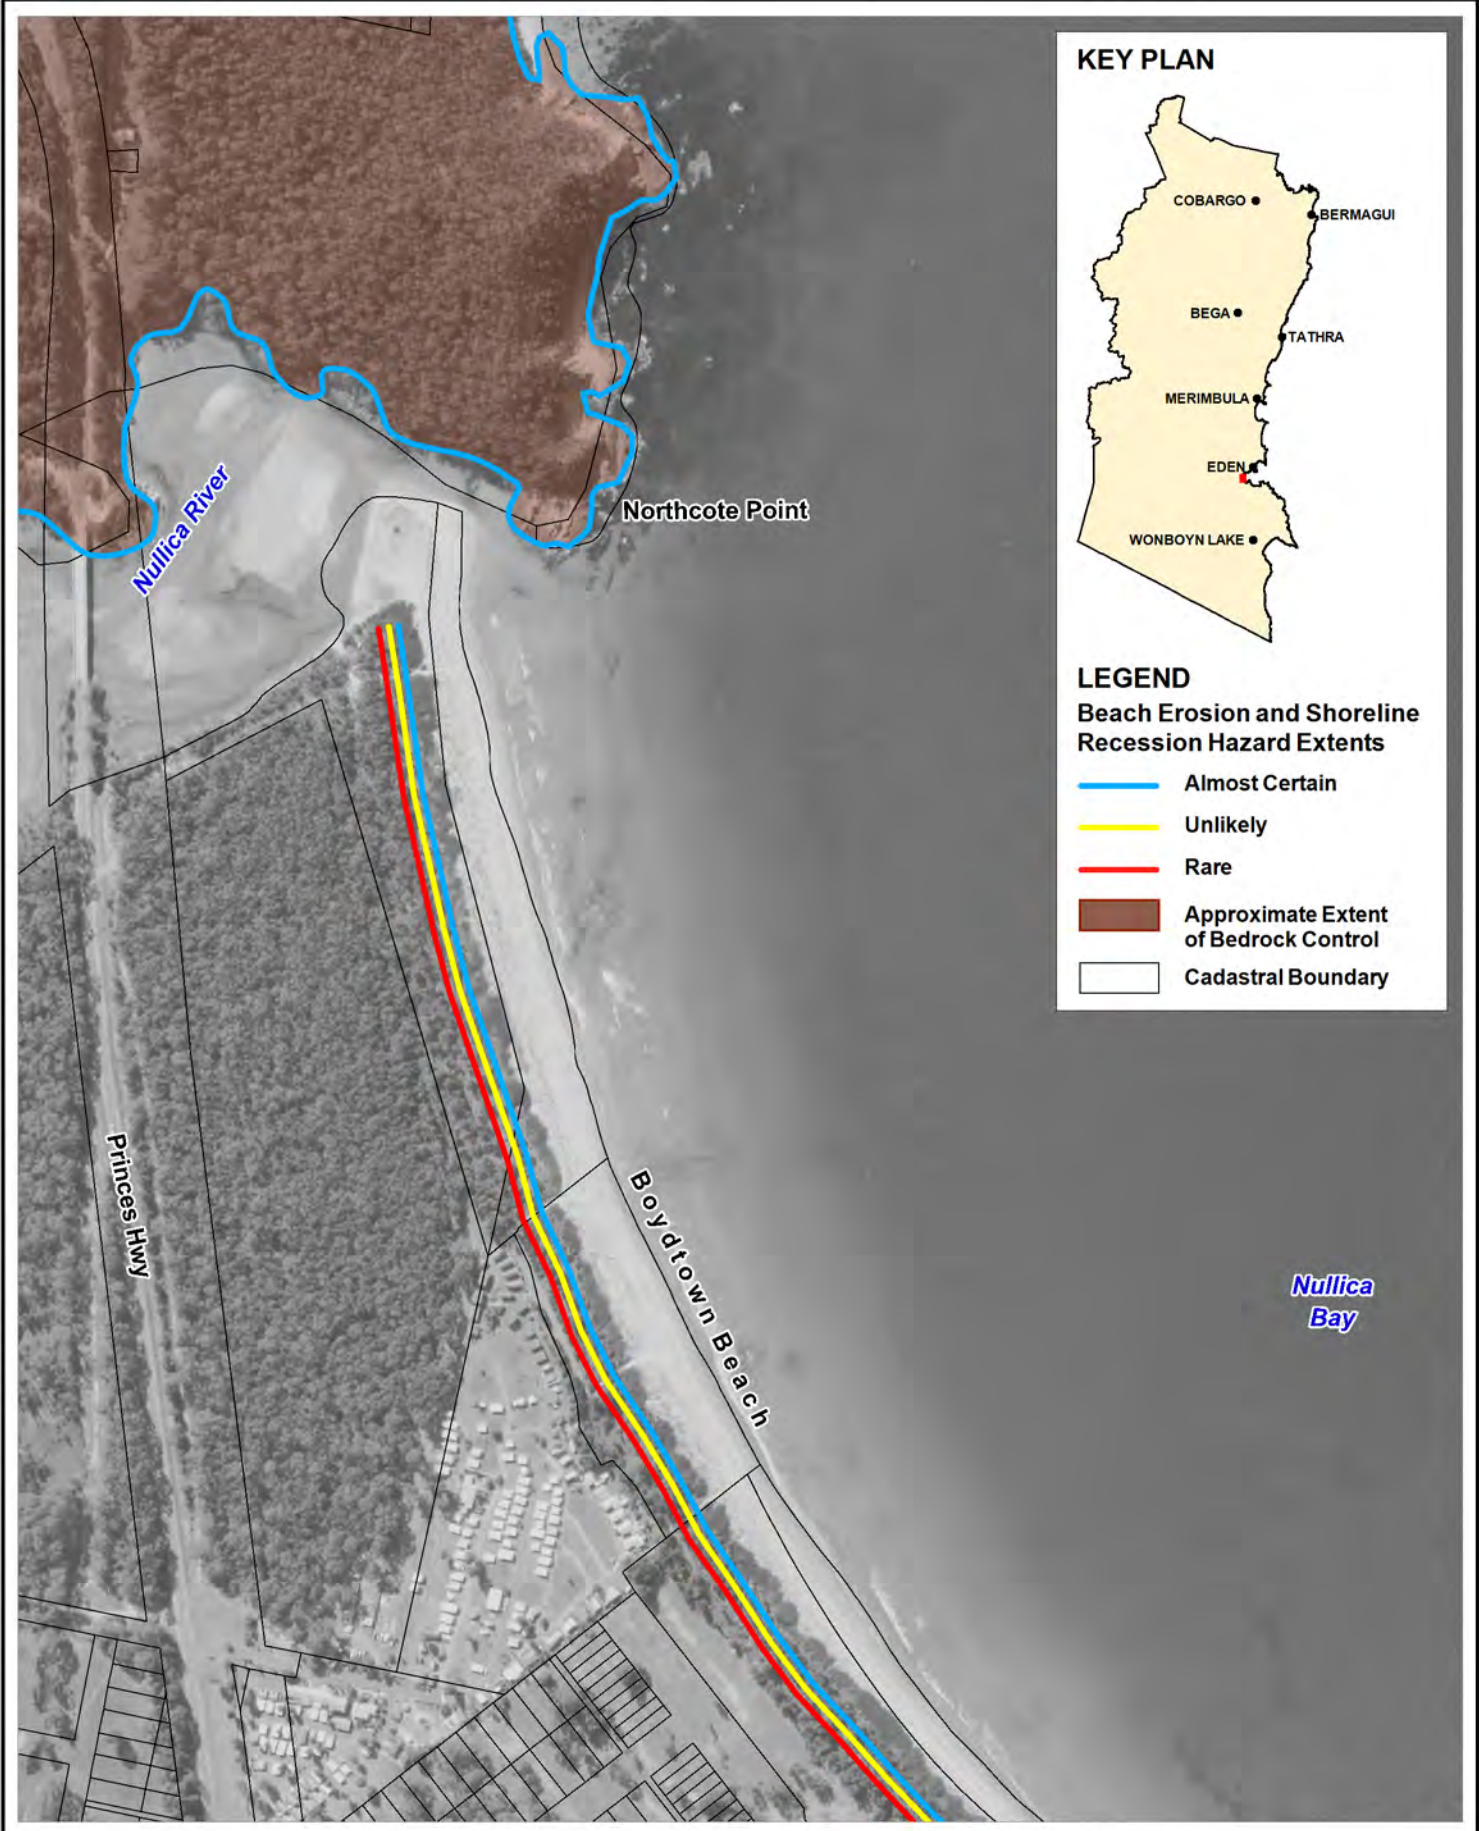 KEY PLAN
COBARGO
BERMAGUI
BEGA
TATHRA
MERIMBULA
EDEN
WONBOYN LAKE
LEGEND
Beach Erosion and Shoreline
Recession Hazard Extents
Almost Certain
Unlikely
Rare
Approximate Extent
of Bedrock Control
Cadastral Boundary
Nullica River
Northcote Point
Princes Hwy
Boydtown Beach
Nullica
Bay